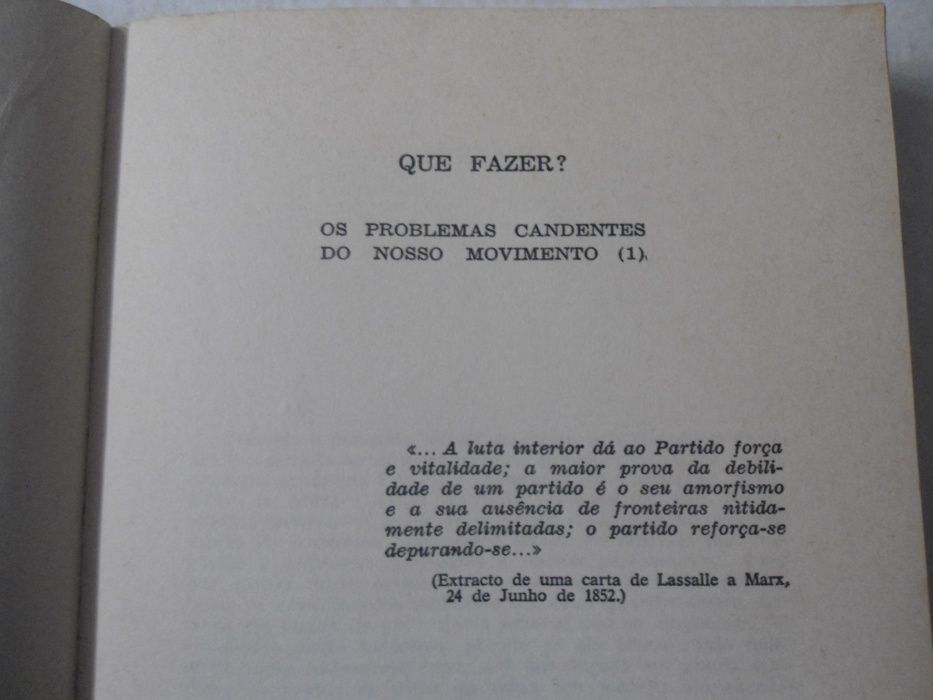 QUE FAZER?
OS PROBLEMAS CANDENTES
DO NOSSO MOVIMENTO (1).
«... A luta interior dá ao Partido força
e vitalidade; a maior prova da debili-
dade de um partido é o seu amorfismo
e a sua ausência de fronteiras nìtida-
mente delimitadas; o partido reforça-se
depurando-se...»
(Extracto de uma carta de Lassalle a Marx,
24 de Junho de 1852.)